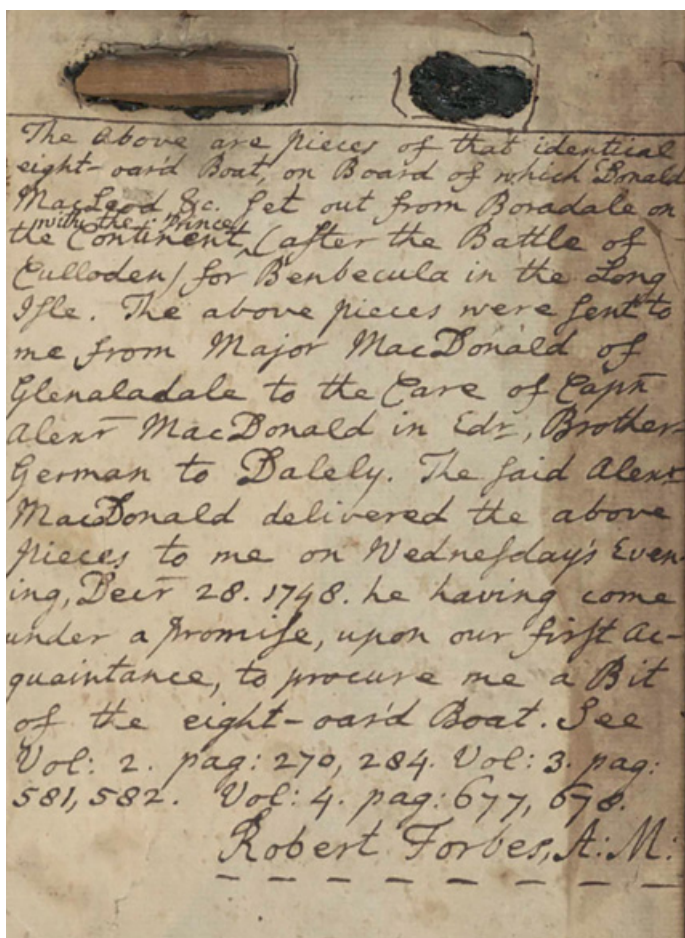 The above are pieces of that identical
eight-oar'd Boat, on Board of which Donald
MacLeod &c. ſet out from Boradale on
with the Prince
the Continent, (after the Battle of
Culloden) for Benbecula in the Long
Iſle. The above pieces were ſent to
me from Major MacDonald of
Glenaladale to the Care of Capn
Alexr MacDonald in Edr, Brother-
German to Dalely. The ſaid Alexr
MacDonald delivered the above
pieces to me on Wedneſday's Even-
ing, Decr 28. 1748. he having come
under a promiſe, upon our firſt Ac-
quaintance, to procure me a Bit
of the eight-oar'd Boat. See
Vol: 2. pag: 270, 284. Vol: 3. pag:
581, 582. Vol: 4. pag: 677, 678.
Robert Forbes, A: M: